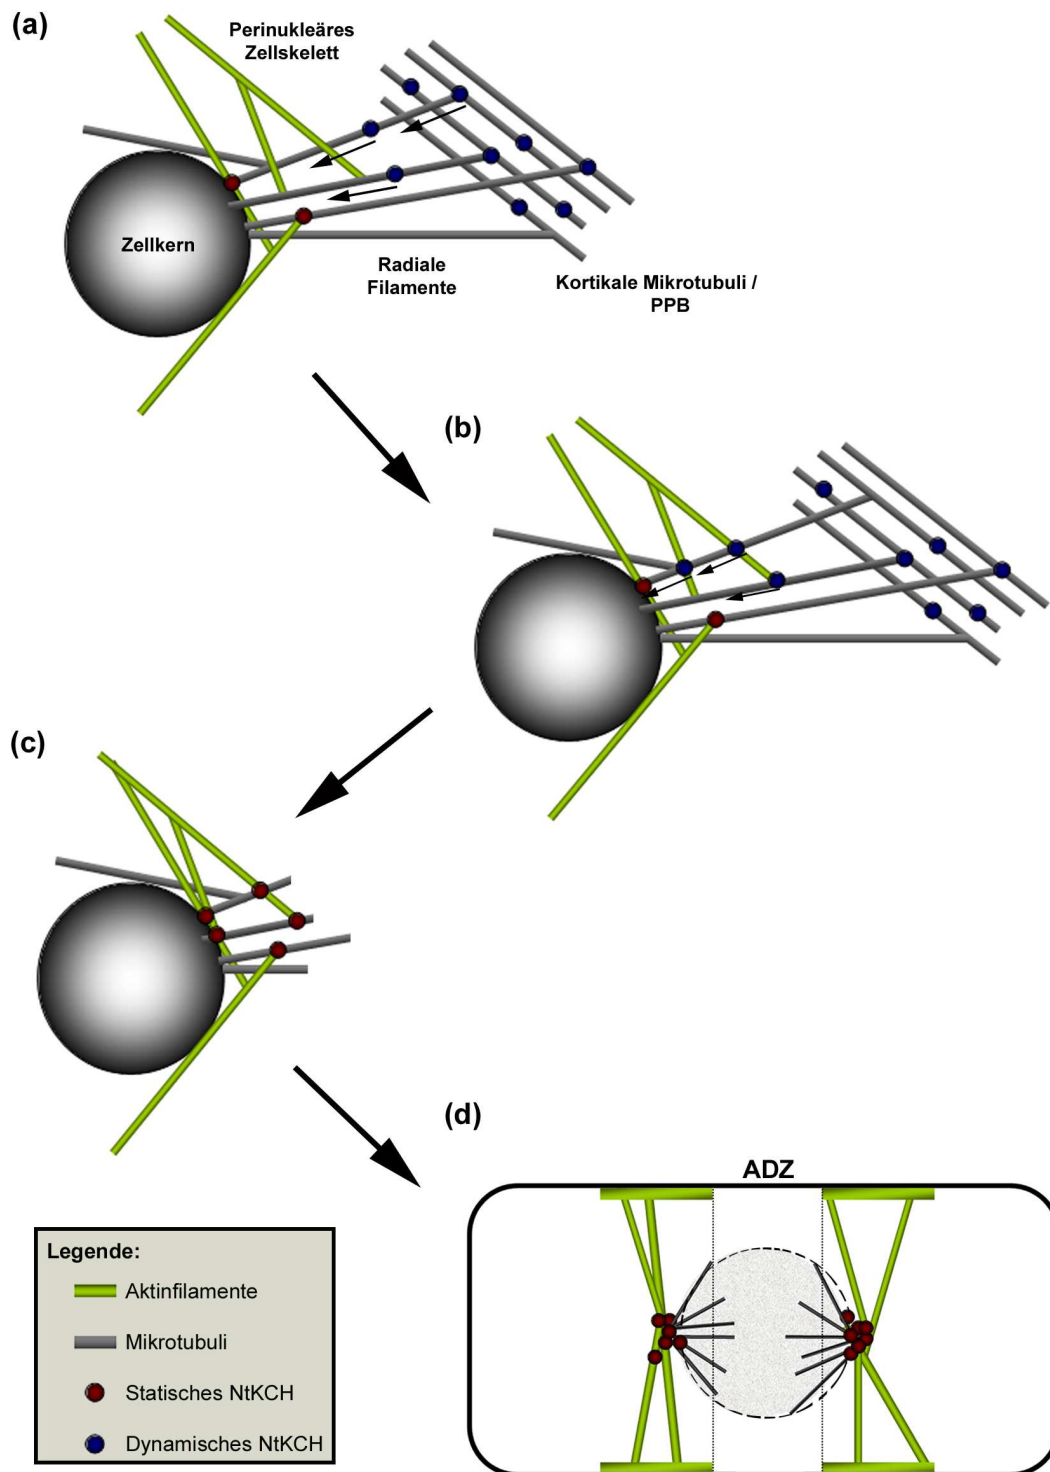 (a)
Perinukleäres
Zellskelett
Zellkern
Radiale
Filamente
Kortikale Mikrotubuli /
PPB
(b)
(c)
(d)
ADZ
Legende:
Aktinfilamente
Mikrotubuli
Statisches NtKCH
Dynamisches NtKCH